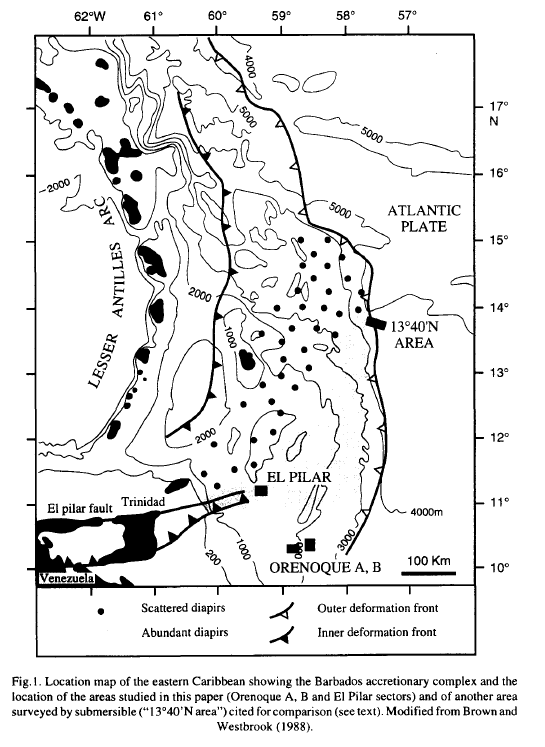 62°W 61° 60° 59° 58° 57°
4000
5000
5000
17°
N
16°
2000
5000
ATLANTIC
PLATE
15°
LESSER ANTILLES ARC
2000
14°
13°40'N
AREA
1000
13°
2000
12°
EL PILAR
El pilar fault
Trinidad
11°
4000m
200
1000
3000
100 Km
Venezuela
ORENOQUE A, B
10°
Scattered diapirs
Outer deformation front
Abundant diapirs
Inner deformation front
Fig.1. Location map of the eastern Caribbean showing the Barbados accretionary complex and the
location of the areas studied in this paper (Orenoque A, B and El Pilar sectors) and of another area
surveyed by submersible ("13°40'N area") cited for comparison (see text). Modified from Brown and
Westbrook (1988).